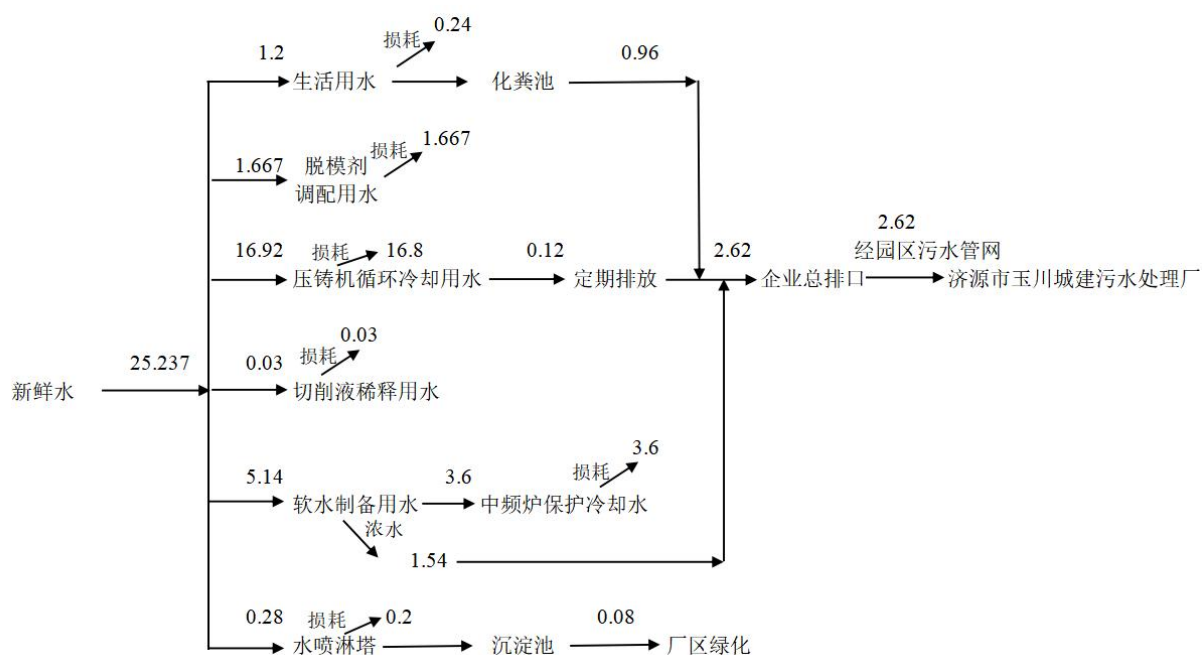 0.24
损耗
1.2
0.96
生活用水
化粪池
1.667
损耗
1.667
脱模剂
调配用水
2.62
经园区污水管网
16.92
损耗
16.8
0.12
2.62
压铸机循环冷却用水
定期排放
企业总排口
济源市玉川城建污水处理厂
0.03
损耗
25.237
0.03
新鲜水
切削液稀释用水
3.6
损耗
5.14
3.6
软水制备用水
中频炉保护冷却水
浓水
1.54
0.28
损耗
0.2
0.08
水喷淋塔
沉淀池
厂区绿化